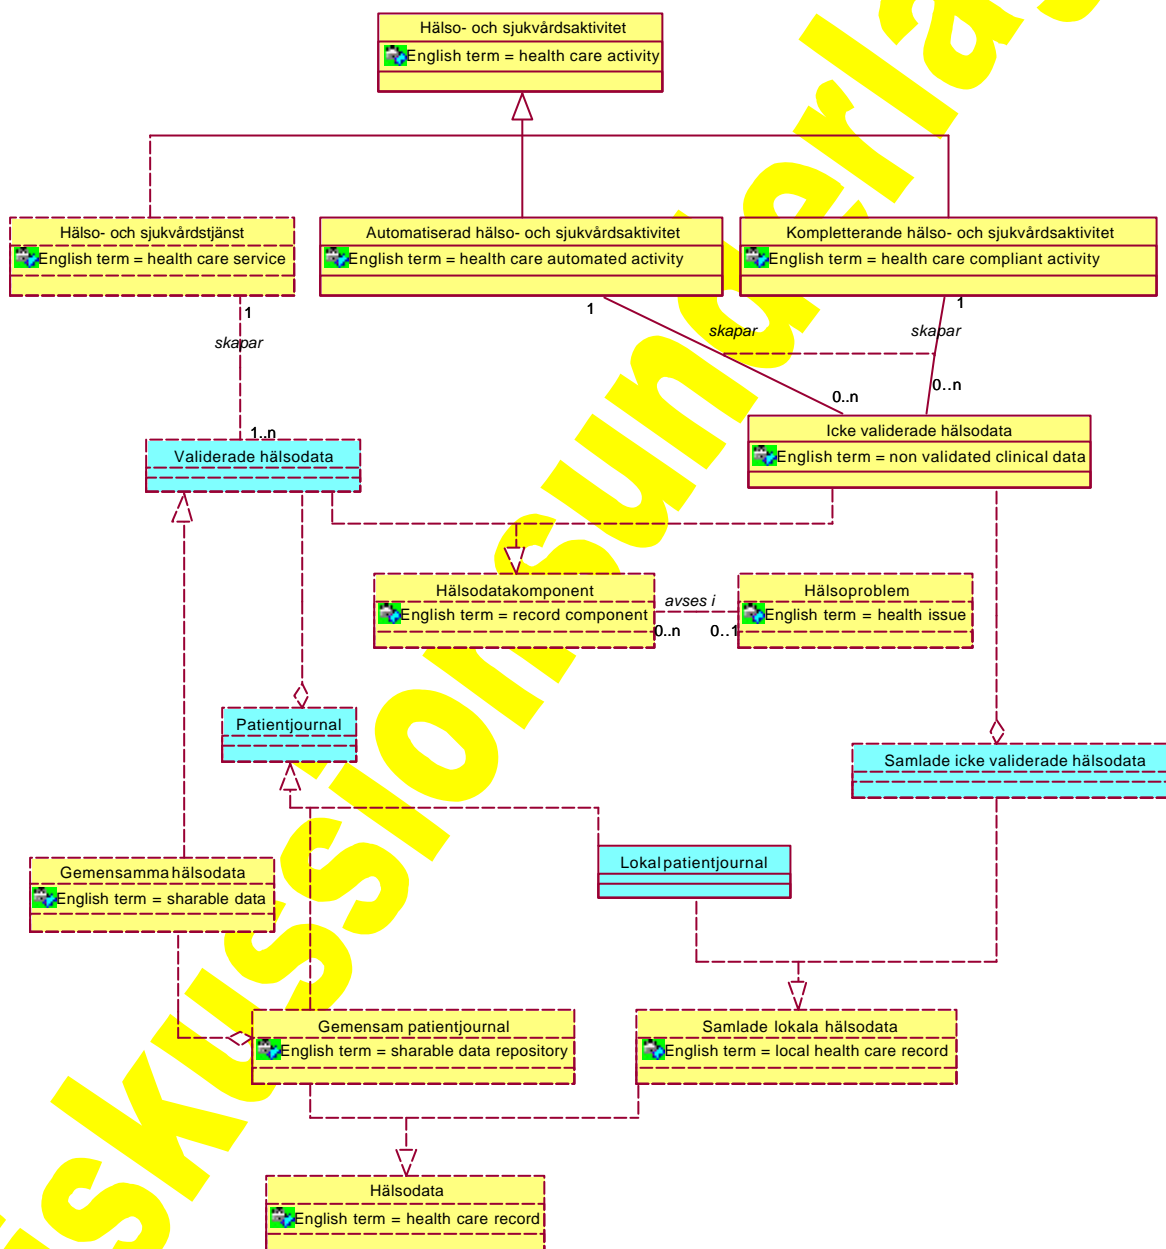 Hälso- och sjukvårdsaktivitet
English term = health care activity
Hälso- och sjukvårdstjänst
English term = health care service
Automatiserad hälso- och sjukvårdsaktivitet
English term = health care automated activity
Kompletterande hälso- och sjukvårdsaktivitet
English term = health care compliant activity
1
skapar
1..n
1
skapar
0..n
1
skapar
0..n
Validerade hälsodata
Icke validerade hälsodata
English term = non validated clinical data
Hälsodatakomponent
English term = record component
avses i
0..n
0..1
Hälsoproblem
English term = health issue
Patientjournal
Samlade icke validerade hälsodata
Gemensamma hälsodata
English term = sharable data
Lokal patientjournal
Gemensam patientjournal
English term = sharable data repository
Samlade lokala hälsodata
English term = local health care record
Hälsodata
English term = health care record
iskussionsunderlag